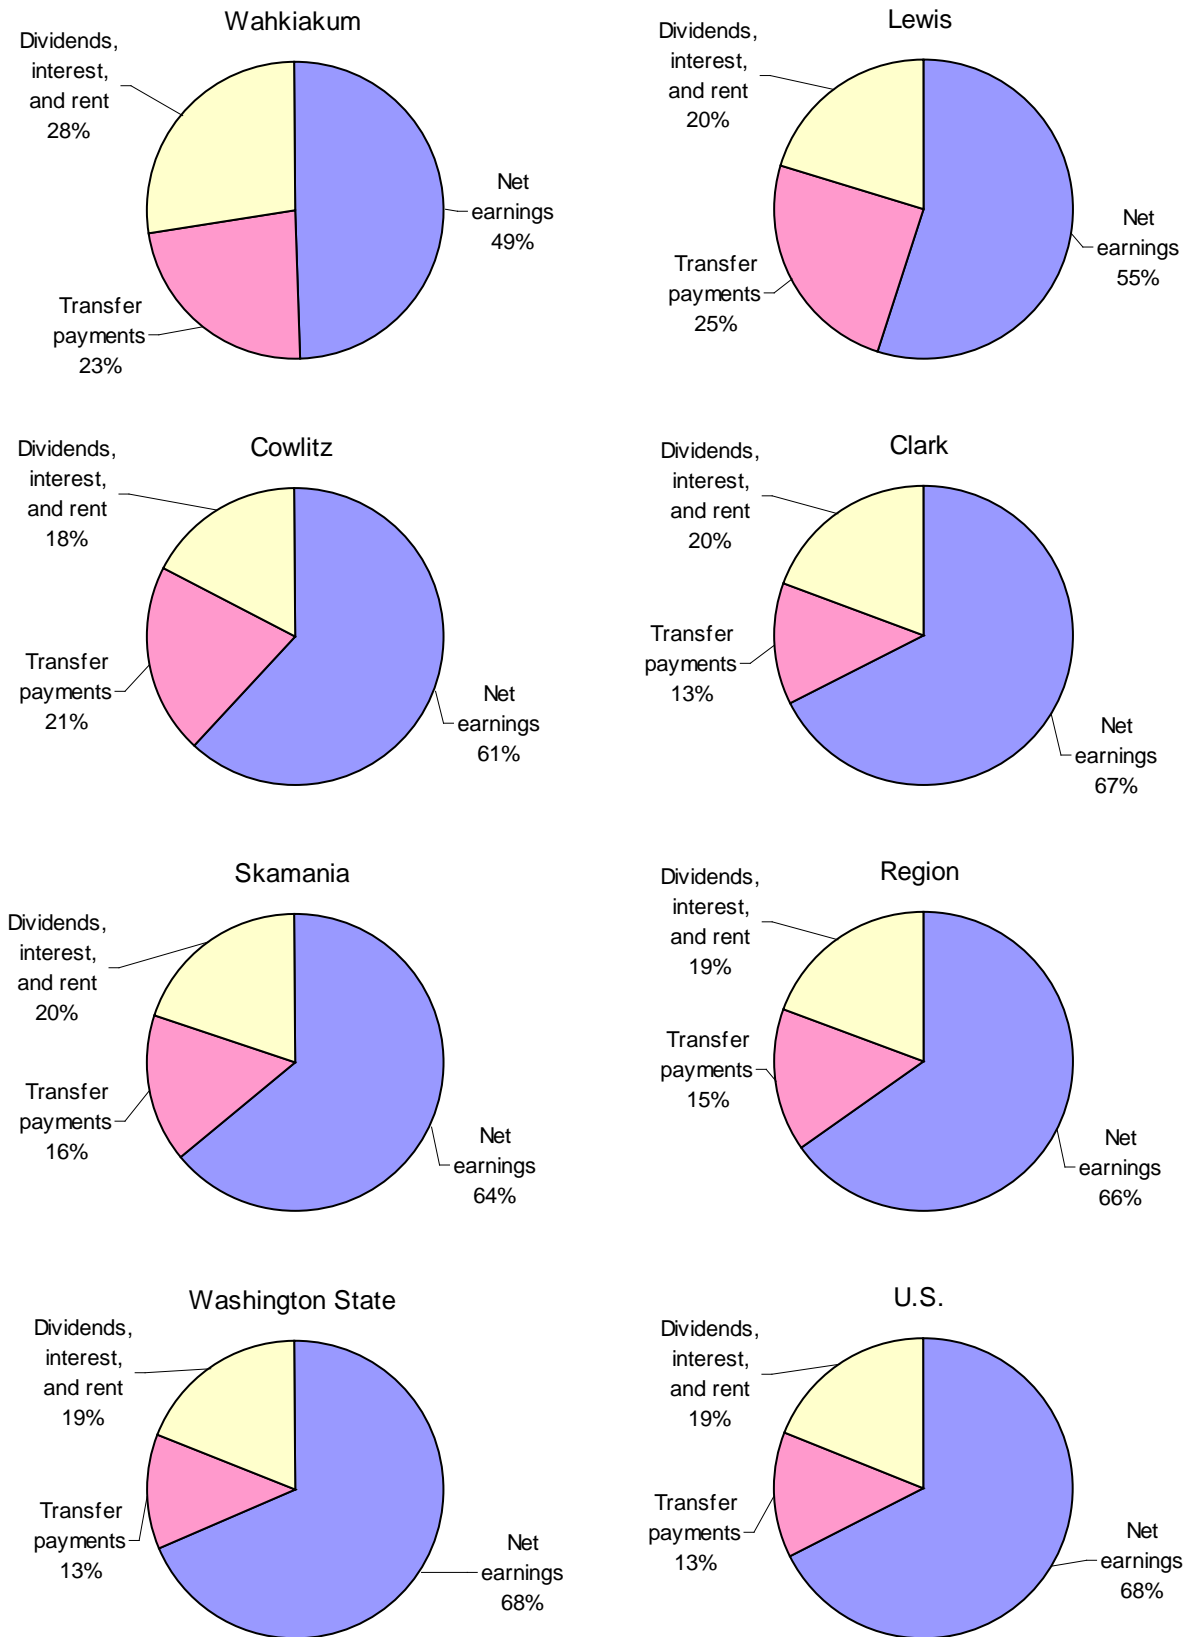 Wahkiakum
Dividends,
interest,
and rent
28%
Net
earnings
49%
Transfer
payments
23%
Lewis
Dividends,
interest,
and rent
20%
Net
earnings
55%
Transfer
payments
25%
Cowlitz
Dividends,
interest,
and rent
18%
Transfer
payments
21%
Net
earnings
61%
Clark
Dividends,
interest,
and rent
20%
Transfer
payments
13%
Net
earnings
67%
Skamania
Dividends,
interest,
and rent
20%
Transfer
payments
16%
Net
earnings
64%
Region
Dividends,
interest,
and rent
19%
Transfer
payments
15%
Net
earnings
66%
Washington State
Dividends,
interest,
and rent
19%
Transfer
payments
13%
Net
earnings
68%
U.S.
Dividends,
interest,
and rent
19%
Transfer
payments
13%
Net
earnings
68%